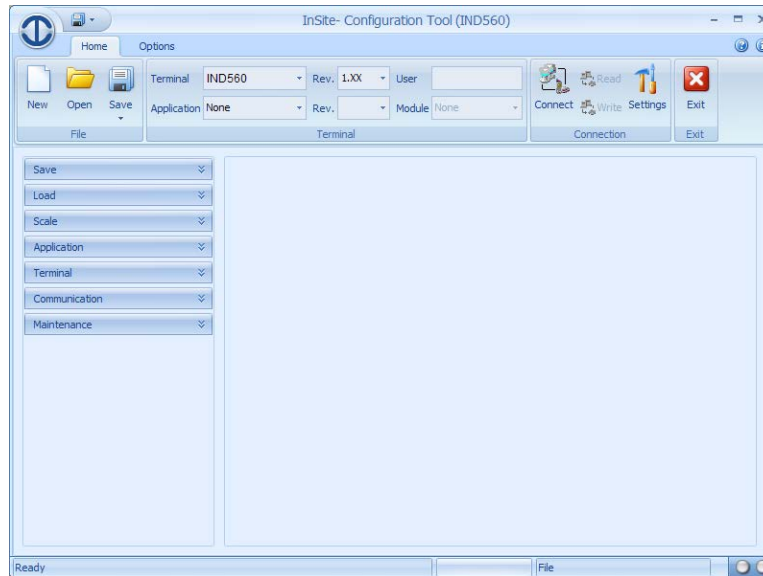 InSite- Configuration Tool (IND560)
Home Options
Terminal IND560 Rev. 1.XX User
Read
New Open Save Connect Settings Exit
Application None Rev. Module None
Write
File Terminal Connection Exit
Save
Load
Scale
Application
Terminal
Communication
Maintenance
Ready File